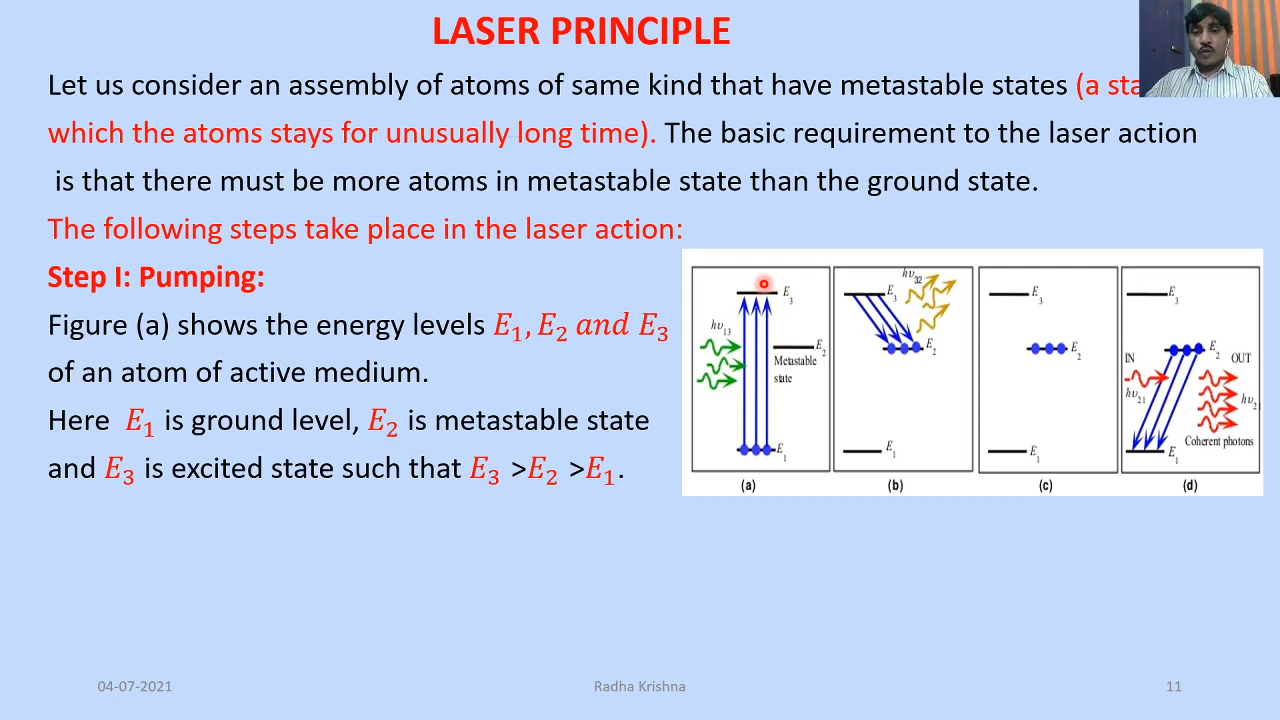 LASER PRINCIPLE
Let us consider an assembly of atoms of same kind that have metastable states (a
which the atoms stays for unusually long time). The basic requirement to the laser action
is that there must be more atoms in metastable state than the ground state.
The following steps take place in the laser action:
Step I: Pumping:
Figure (a) shows the energy levels E₁, E₂ and E₃
of an atom of active medium.
Here E₁ is ground level, E₂ is metastable state
and E₃ is excited state such that E₃ >E₂ >E₁.
E₃
hυ₁₃
E₂
Metastable
state
E₁
(a)
hυ₃₂
E₃
E₂
E₁
(b)
E₃
E₂
E₁
(c)
E₃
E₂
IN
OUT
hυ₂₁
hυ₂₁
Coherent photons
E₁
(d)
04-07-2021
Radha Krishna
11